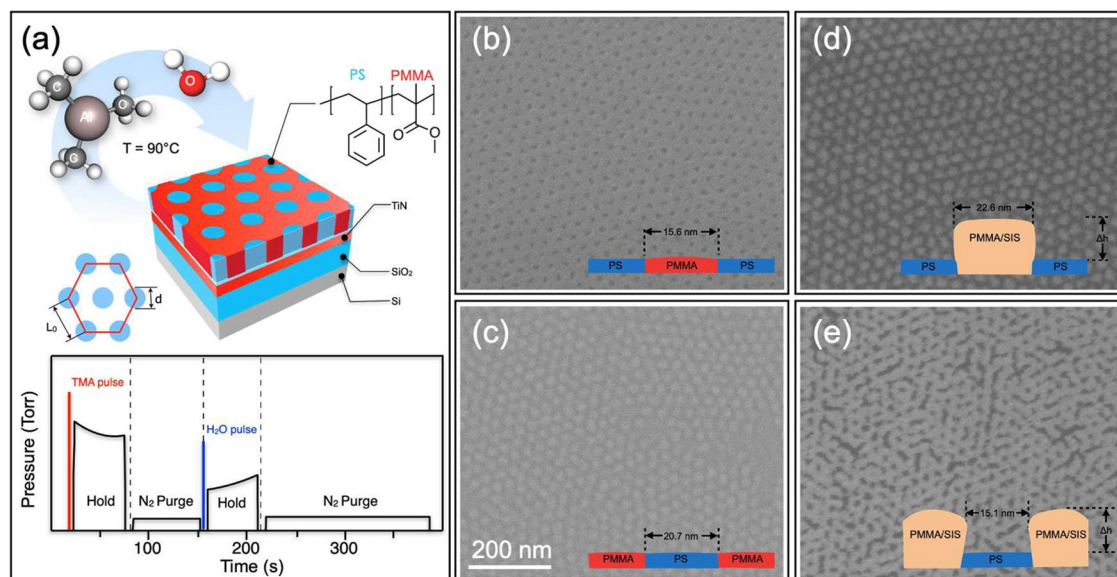 (a)
C
C
C
Al
O
T = 90°C
PS PMMA
O
O
TiN
SiO₂
Si
L₀
d
Pressure (Torr)
TMA pulse
H₂O pulse
Hold
N₂ Purge
Hold
N₂ Purge
100 200 300
Time (s)
(b)
15.6 nm
PS PMMA PS
(c)
20.7 nm
200 nm
PMMA PS PMMA
(d)
22.6 nm
PMMA/SIS
Δh
PS PS
(e)
15.1 nm
PMMA/SIS PMMA/SIS
Δh
PS